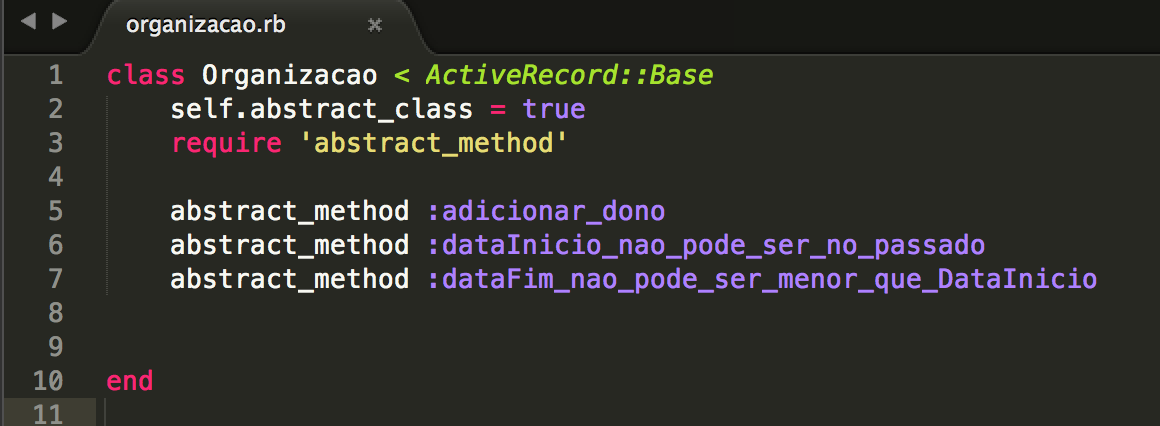 organizacao.rb
1 class Organizacao < ActiveRecord::Base
2 self.abstract_class = true
3 require 'abstract_method'
4
5 abstract_method :adicionar_dono
6 abstract_method :dataInicio_nao_pode_ser_no_passado
7 abstract_method :dataFim_nao_pode_ser_menor_que_DataInicio
8
9
10 end
11